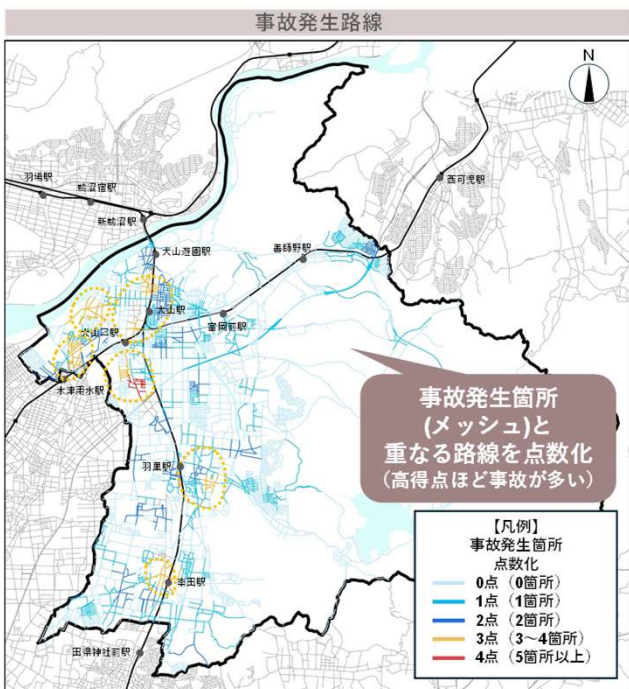 事故発生路線
N
羽場駅
鵜沼宿駅
新鵜沼駅
西可児駅
犬山遊園駅
善師野駅
犬山駅
富岡前駅
犬山口駅
木津用水駅
事故発生箇所
(メッシュ)と
重なる路線を点数化
(高得点ほど事故が多い)
羽黒駅
【凡例】
事故発生箇所
点数化
0点（0箇所）
1点（1箇所）
2点（2箇所）
3点（3～4箇所）
4点（5箇所以上）
楽田駅
田県神社前駅